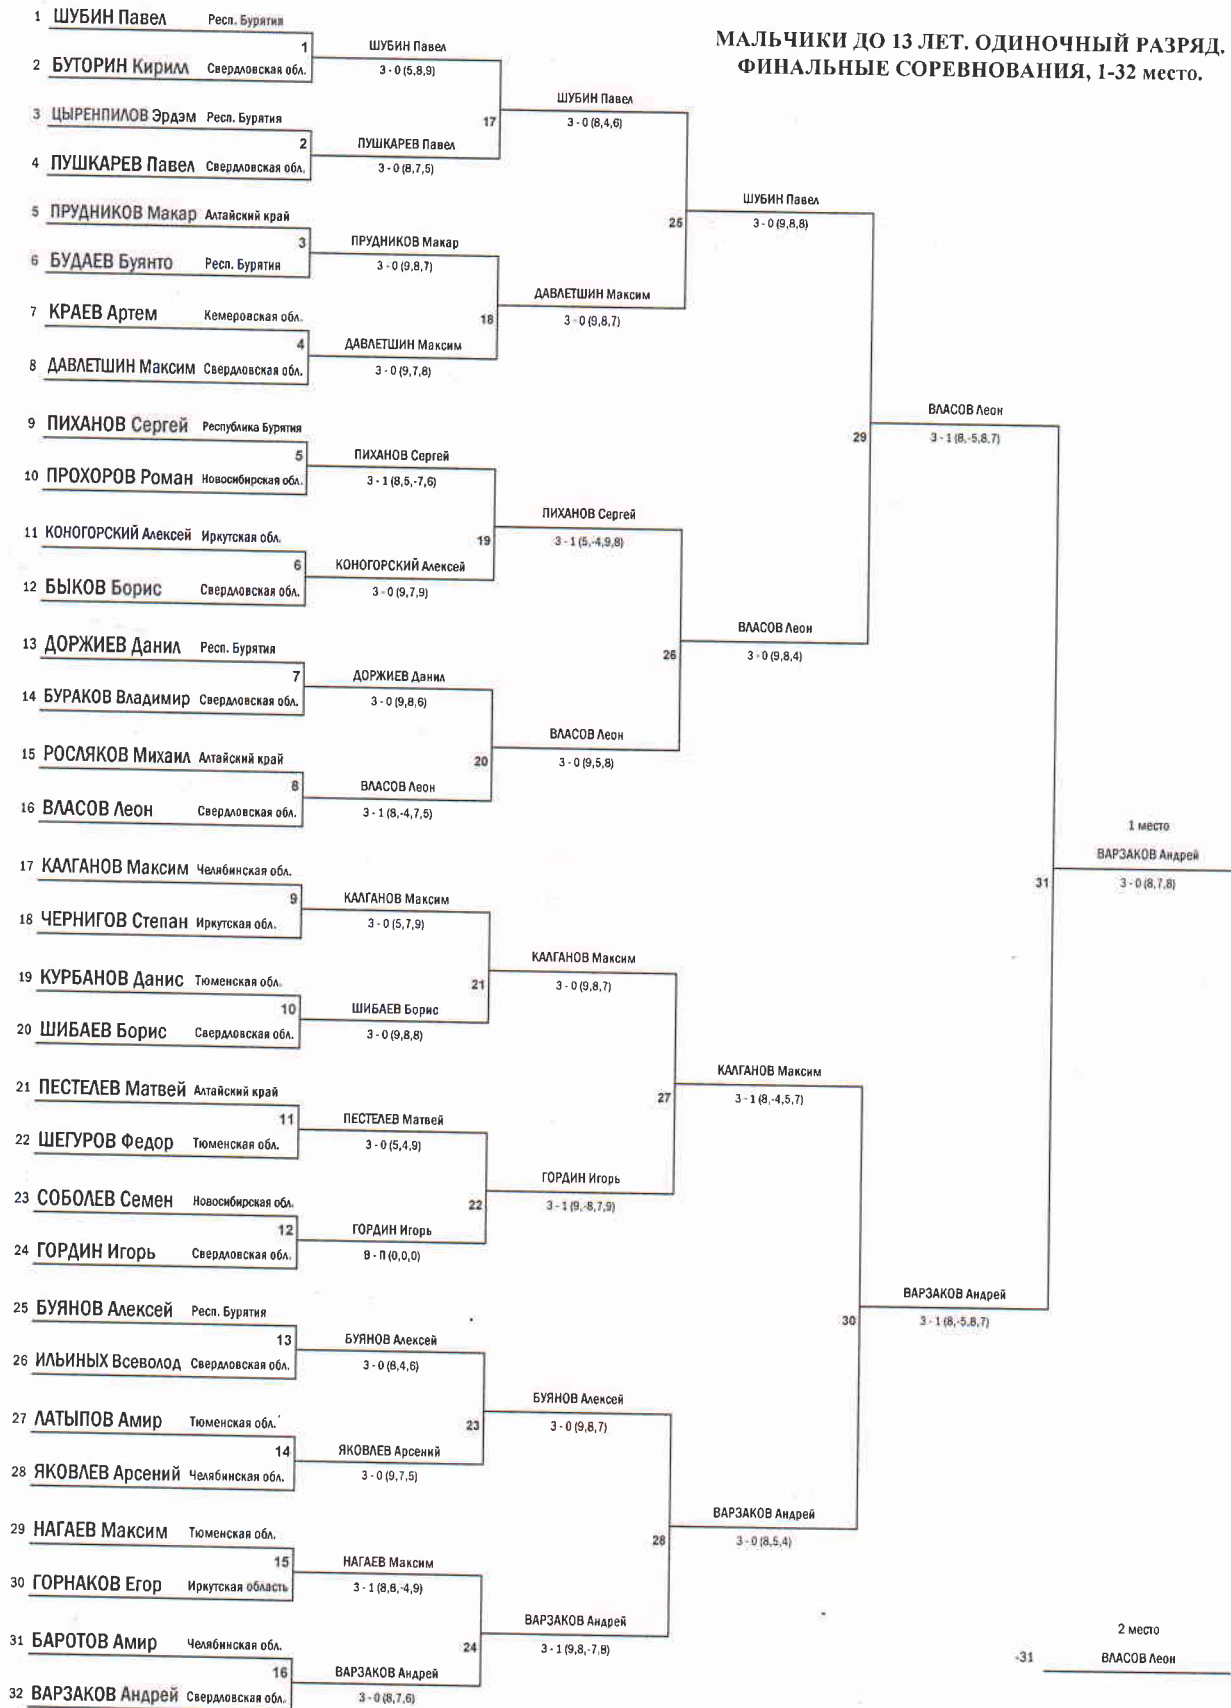 МАЛЬЧИКИ ДО 13 ЛЕТ. ОДИНОЧНЫЙ РАЗРЯД.
ФИНАЛЬНЫЕ СОРЕВНОВАНИЯ, 1-32 место.
1 ШУБИН Павел Респ. Бурятия
2 БУТОРИН Кирилл Свердловская обл.
3 ЦЫРЕНПИЛОВ Эрдэм Респ. Бурятия
4 ПУШКАРЕВ Павел Свердловская обл.
5 ПРУДНИКОВ Макар Алтайский край
6 БУДАЕВ Буянто Респ. Бурятия
7 КРАЕВ Артем Кемеровская обл.
8 ДАВЛЕТШИН Максим Свердловская обл.
9 ПИХАНОВ Сергей Республика Бурятия
10 ПРОХОРОВ Роман Новосибирская обл.
11 КОНОГОРСКИЙ Алексей Иркутская обл.
12 БЫКОВ Борис Свердловская обл.
13 ДОРЖИЕВ Данил Респ. Бурятия
14 БУРАКОВ Владимир Свердловская обл.
15 РОСЛЯКОВ Михаил Алтайский край
16 ВЛАСОВ Леон Свердловская обл.
17 КАЛГАНОВ Максим Челябинская обл.
18 ЧЕРНИГОВ Степан Иркутская обл.
19 КУРБАНОВ Данис Тюменская обл.
20 ШИБАЕВ Борис Свердловская обл.
21 ПЕСТЕЛЕВ Матвей Алтайский край
22 ШЕГУРОВ Федор Тюменская обл.
23 СОБОЛЕВ Семен Новосибирская обл.
24 ГОРДИН Игорь Свердловская обл.
25 БУЯНОВ Алексей Респ. Бурятия
26 ИЛЬИНЫХ Всеволод Свердловская обл.
27 ЛАТЫПОВ Амир Тюменская обл.
28 ЯКОВЛЕВ Арсений Челябинская обл.
29 НАГАЕВ Максим Тюменская обл.
30 ГОРНАКОВ Егор Иркутская область
31 БАРОТОВ Амир Челябинская обл.
32 ВАРЗАКОВ Андрей Свердловская обл.
1 ШУБИН Павел
3 - 0 (5,8,9)
2 ПУШКАРЕВ Павел
3 - 0 (8,7,5)
3 ПРУДНИКОВ Макар
3 - 0 (9,8,7)
4 ДАВЛЕТШИН Максим
3 - 0 (9,7,8)
5 ПИХАНОВ Сергей
3 - 1 (8,5,-7,6)
6 КОНОГОРСКИЙ Алексей
3 - 0 (9,7,9)
7 ДОРЖИЕВ Данил
3 - 0 (9,8,6)
8 ВЛАСОВ Леон
3 - 1 (8,-4,7,5)
9 КАЛГАНОВ Максим
3 - 0 (5,7,9)
10 ШИБАЕВ Борис
3 - 0 (9,8,8)
11 ПЕСТЕЛЕВ Матвей
3 - 0 (5,4,9)
12 ГОРДИН Игорь
В - П (0,0,0)
13 БУЯНОВ Алексей
3 - 0 (8,4,6)
14 ЯКОВЛЕВ Арсений
3 - 0 (9,7,5)
15 НАГАЕВ Максим
3 - 1 (8,8,-4,9)
16 ВАРЗАКОВ Андрей
3 - 0 (8,7,6)
17 ШУБИН Павел
3 - 0 (8,4,6)
18 ДАВЛЕТШИН Максим
3 - 0 (9,8,7)
19 ПИХАНОВ Сергей
3 - 1 (5,-4,9,8)
20 ВЛАСОВ Леон
3 - 0 (9,5,8)
21 КАЛГАНОВ Максим
3 - 0 (9,8,7)
22 ГОРДИН Игорь
3 - 1 (9,-8,7,9)
23 БУЯНОВ Алексей
3 - 0 (9,8,7)
24 ВАРЗАКОВ Андрей
3 - 1 (9,8,-7,8)
25 ШУБИН Павел
3 - 0 (9,8,8)
26 ВЛАСОВ Леон
3 - 0 (9,8,4)
27 КАЛГАНОВ Максим
3 - 1 (8,-4,5,7)
28 ВАРЗАКОВ Андрей
3 - 0 (8,5,4)
29 ВЛАСОВ Леон
3 - 1 (8,-5,8,7)
30 ВАРЗАКОВ Андрей
3 - 1 (8,-5,8,7)
1 место
31 ВАРЗАКОВ Андрей
3 - 0 (8,7,8)
2 место
-31 ВЛАСОВ Леон